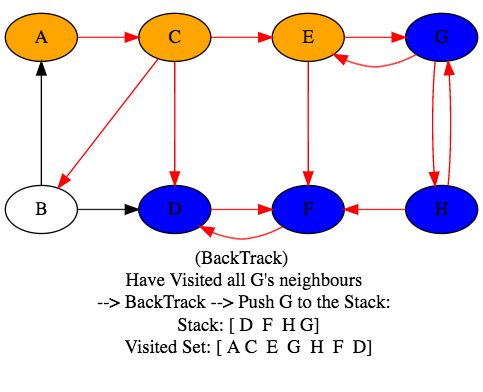 A C E G
B D F H
(BackTrack)
Have Visited all G's neighbours
--> BackTrack --> Push G to the Stack:
Stack: [ D F H G]
Visited Set: [ A C E G H F D]